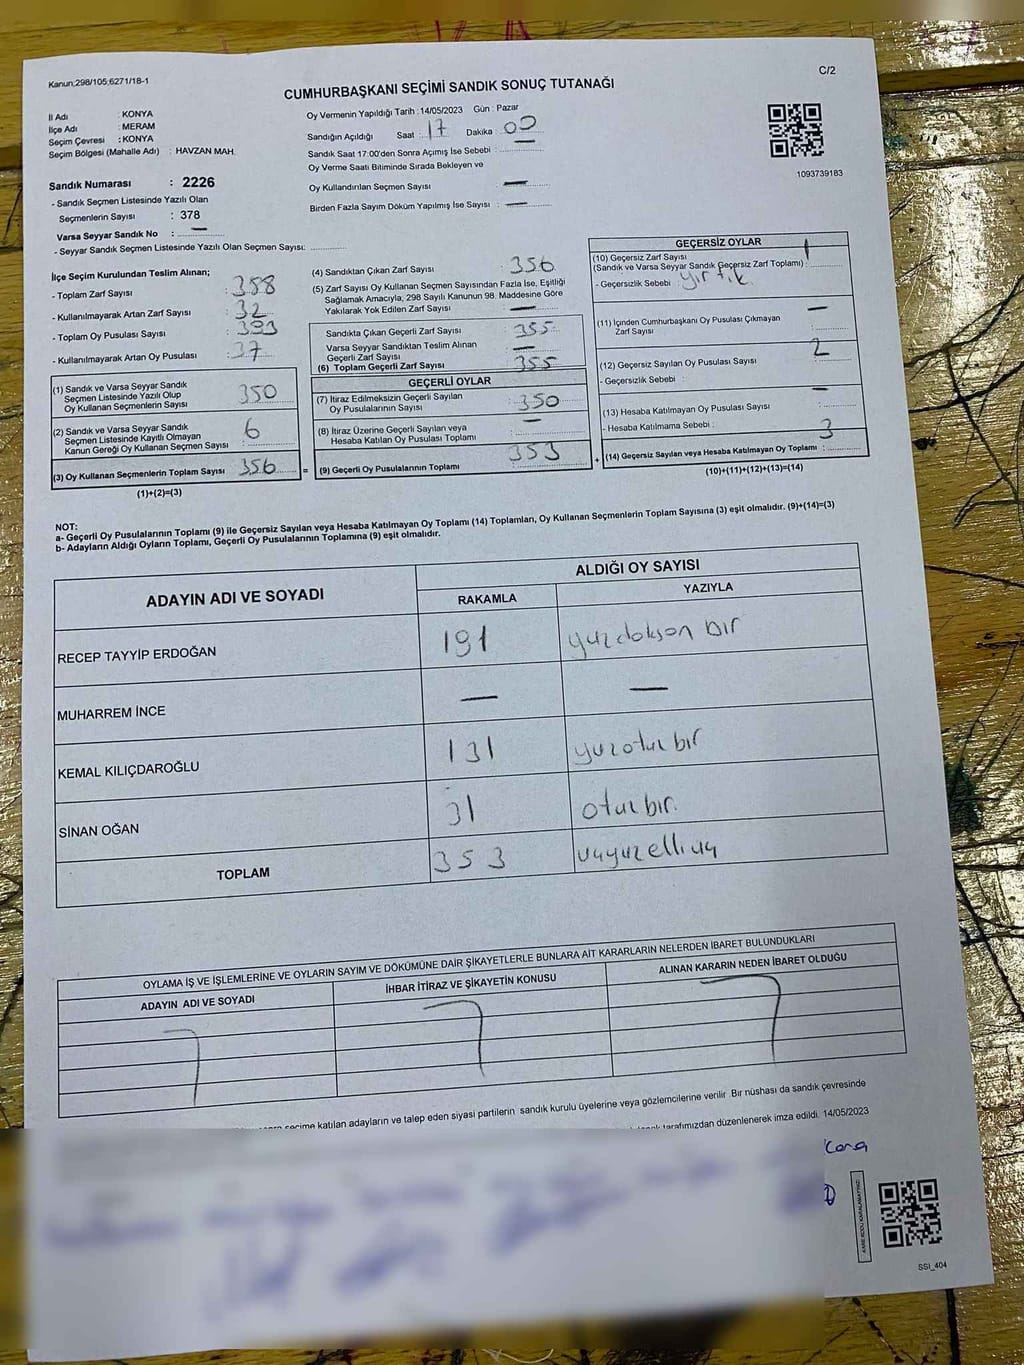 Kanun;298/105;6271/18-1
C/2
CUMHURBAŞKANI SEÇİMİ SANDIK SONUÇ TUTANAĞI
İl Adı : KONYA
İlçe Adı : MERAM
Seçim Çevresi : KONYA
Seçim Bölgesi (Mahalle Adı) : HAVZAN MAH.
Sandık Numarası : 2226
- Sandık Seçmen Listesinde Yazılı Olan
Seçmenlerin Sayısı : 378
Varsa Seyyar Sandık No : —
- Seyyar Sandık Seçmen Listesinde Yazılı Olan Seçmen Sayısı:
Oy Vermenin Yapıldığı Tarih : 14/05/2023 Gün : Pazar
Sandığın Açıldığı Saat : 17 Dakika : 00
Sandık Saat 17:00'den Sonra Açımış İse Sebebi : —
Oy Verme Saati Bitiminde Sırada Bekleyen ve
Oy Kullandırılan Seçmen Sayısı —
Birden Fazla Sayım Döküm Yapılmış İse Sayısı : —
1093739183
İlçe Seçim Kurulundan Teslim Alınan;
- Toplam Zarf Sayısı : 388
- Kullanılmayarak Artan Zarf Sayısı : 32
- Toplam Oy Pusulası Sayısı : 393
- Kullanılmayarak Artan Oy Pusulası : 37
(1) Sandık ve Varsa Seyyar Sandık
Seçmen Listesinde Yazılı Olup
Oy Kullanan Seçmenlerin Sayısı 350
(2) Sandık ve Varsa Seyyar Sandık
Seçmen Listesinde Kayıtlı Olmayan
Kanun Gereği Oy Kullanan Seçmen Sayısı 6
(3) Oy Kullanan Seçmenlerin Toplam Sayısı 356 =
(1)+(2)=(3)
(4) Sandıktan Çıkan Zarf Sayısı : 356
(5) Zarf Sayısı Oy Kullanan Seçmen Sayısından Fazla İse, Eşitliği
Sağlamak Amacıyla; 298 Sayılı Kanunun 98. Maddesine Göre
Yakılarak Yok Edilen Zarf Sayısı —
Sandıkta Çıkan Geçerli Zarf Sayısı 355
Varsa Seyyar Sandıktan Teslim Alınan
Geçerli Zarf Sayısı —
(6) Toplam Geçerli Zarf Sayısı 355
GEÇERLİ OYLAR
(7) İtiraz Edilmeksizin Geçerli Sayılan
Oy Pusulalarının Sayısı : 350
(8) İtiraz Üzerine Geçerli Sayılan veya
Hesaba Katılan Oy Pusulası Toplamı —
(9) Geçerli Oy Pusulalarının Toplamı 353 +
GEÇERSİZ OYLAR
(10) Geçersiz Zarf Sayısı
(Sandık ve Varsa Seyyar Sandık Geçersiz Zarf Toplamı) : 1
- Geçersizlik Sebebi : yırtık
(11) İçinden Cumhurbaşkanı Oy Pusulası Çıkmayan
Zarf Sayısı —
(12) Geçersiz Sayılan Oy Pusulası Sayısı 2
- Geçersizlik Sebebi :
(13) Hesaba Katılmayan Oy Pusulası Sayısı —
- Hesaba Katılmama Sebebi :
(14) Geçersiz Sayılan veya Hesaba Katılmayan Oy Toplamı : 3
(10)+(11)+(12)+(13)=(14)
NOT:
a- Geçerli Oy Pusulalarının Toplamı (9) ile Geçersiz Sayılan veya Hesaba Katılmayan Oy Toplamı (14) Toplamları, Oy Kullanan Seçmenlerin Toplam Sayısına (3) eşit olmalıdır. (9)+(14)=(3)
b- Adayların Aldığı Oyların Toplamı, Geçerli Oy Pusulalarının Toplamına (9) eşit olmalıdır.
ADAYIN ADI VE SOYADI
ALDIĞI OY SAYISI
RAKAMLA YAZIYLA
RECEP TAYYİP ERDOĞAN 191 yüzdoksan bir
MUHARREM İNCE — —
KEMAL KILIÇDAROĞLU 131 yüzotuz bir
SİNAN OĞAN 31 otuz bir.
TOPLAM 353 üçyüzelliüç
OYLAMA İŞ VE İŞLEMLERİNE VE OYLARIN SAYIM VE DÖKÜMÜNE DAİR ŞİKAYETLERLE BUNLARA AİT KARARLARIN NELERDEN İBARET BULUNDUKLARI
ADAYIN ADI VE SOYADI İHBAR İTİRAZ VE ŞİKAYETİN KONUSU ALINAN KARARIN NEDEN İBARET OLDUĞU
seçime katılan adayların ve talep eden siyasi partilerin sandık kurulu üyelerine veya gözlemcilerine verilir. Bir nüshası da sandık çevresinde
tarafımızdan düzenlenerek imza edildi. 14/05/2023
SSI_404